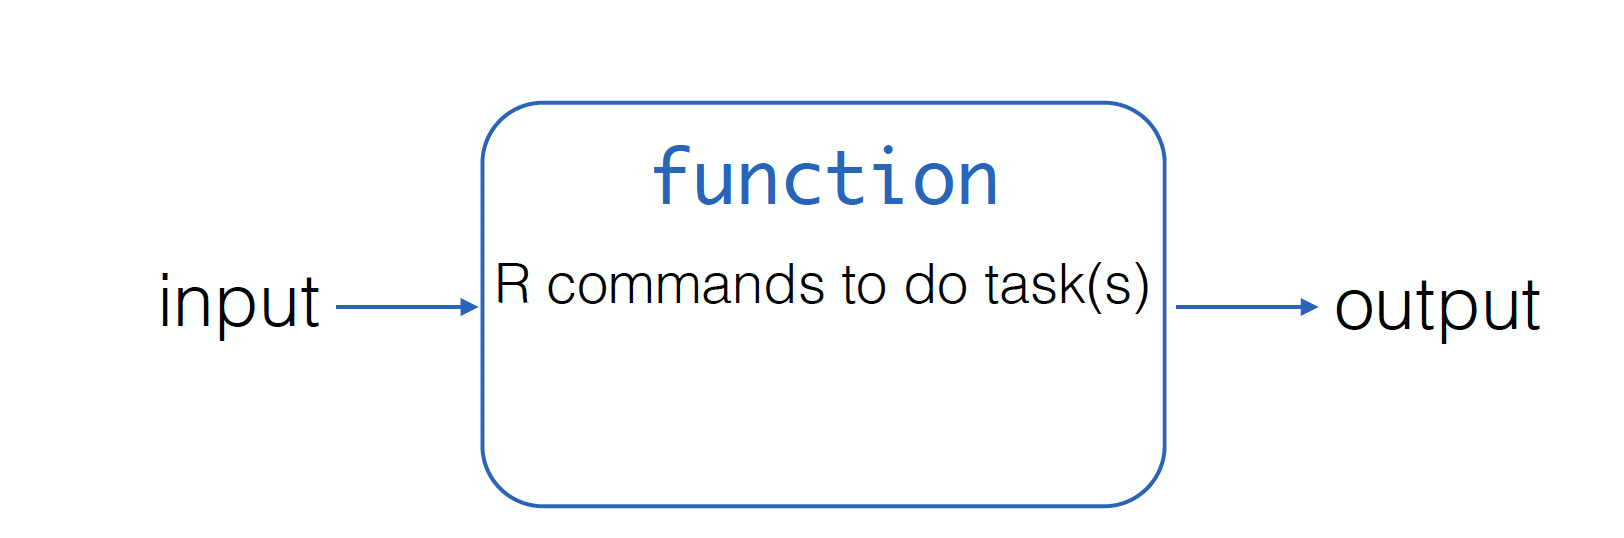 function
R commands to do task(s)
input
output